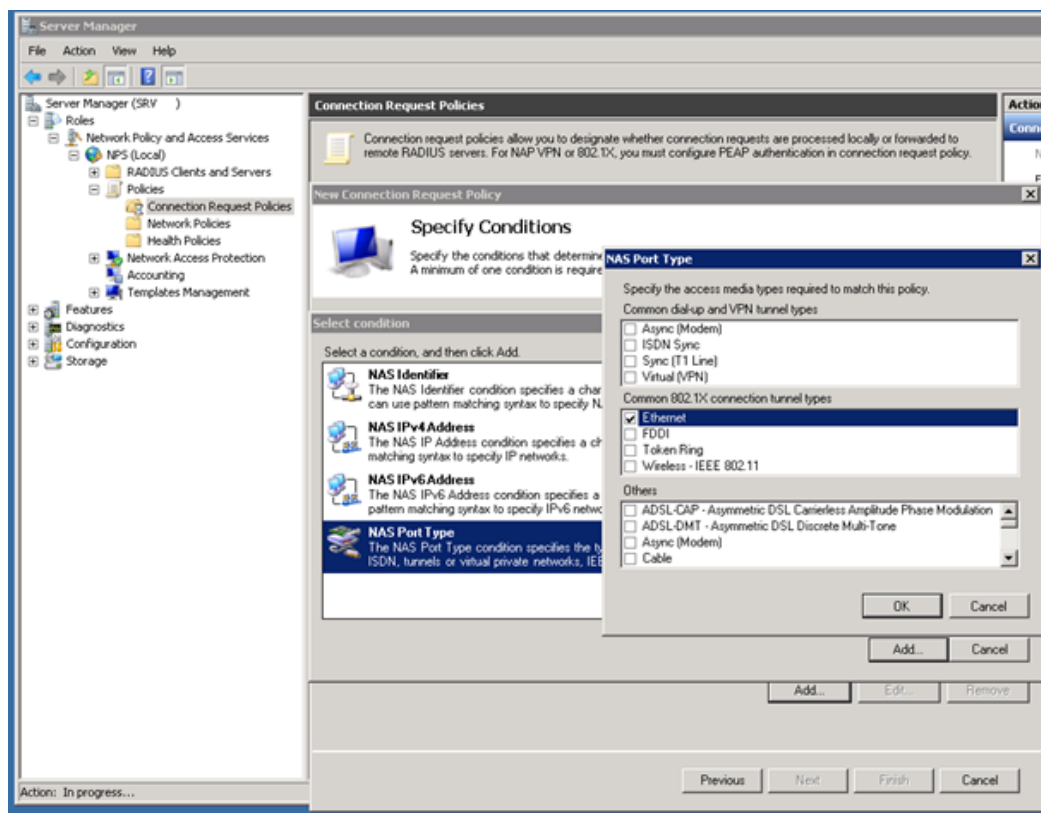 Server Manager
File Action View Help
Server Manager (SRV )
Roles
Network Policy and Access Services
NPS (Local)
RADIUS Clients and Servers
Policies
Connection Request Policies
Network Policies
Health Policies
Network Access Protection
Accounting
Templates Management
Features
Diagnostics
Configuration
Storage
Action: In progress...
Connection Request Policies
Connection request policies allow you to designate whether connection requests are processed locally or forwarded to
remote RADIUS servers. For NAP VPN or 802.1X, you must configure PEAP authentication in connection request policy.
Actio
Conn
New Connection Request Policy
Specify Conditions
Specify the conditions that determin
A minimum of one condition is require
Select condition
Select a condition, and then click Add.
NAS Identifier
The NAS Identifier condition specifies a char
can use pattern matching syntax to specify N
NAS IPv4 Address
The NAS IP Address condition specifies a ch
matching syntax to specify IP networks.
NAS IPv6 Address
The NAS IPv6 Address condition specifies a
pattern matching syntax to specify IPv6 netwo
NAS Port Type
The NAS Port Type condition specifies the ty
ISDN, tunnels or virtual private networks, IEE
NAS Port Type
Specify the access media types required to match this policy.
Common dial-up and VPN tunnel types
Async (Modem)
ISDN Sync
Sync (T1 Line)
Virtual (VPN)
Common 802.1X connection tunnel types
Ethernet
FDDI
Token Ring
Wireless - IEEE 802.11
Others
ADSL-CAP - Asymmetric DSL Carrierless Amplitude Phase Modulation
ADSL-DMT - Asymmetric DSL Discrete Multi-Tone
Async (Modem)
Cable
OK Cancel
Add... Cancel
Add... Edit... Remove
Previous Next Finish Cancel